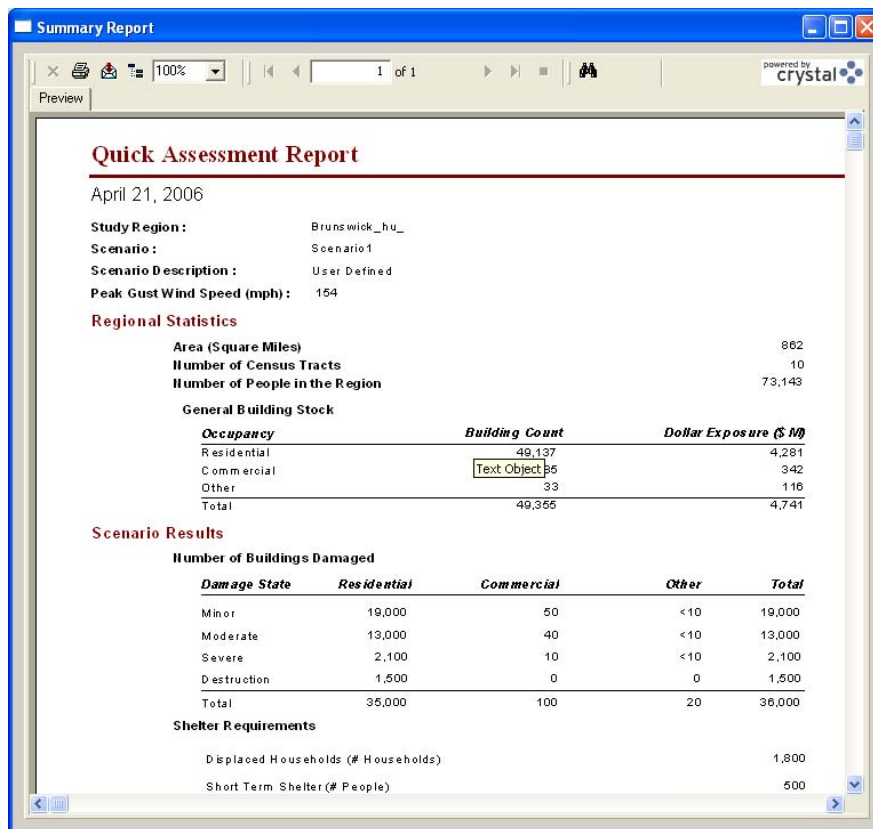 Summary Report
100%
1 of 1
powered by
crystal
Preview
Quick Assessment Report
April 21, 2006
Study Region : Brunswick_hu_
Scenario : Scenario1
Scenario Description : User Defined
Peak Gust Wind Speed (mph) : 154
Regional Statistics
Area (Square Miles) 862
Number of Census Tracts 10
Number of People in the Region 73,143
General Building Stock
Occupancy Building Count Dollar Exposure ($ M)
Residential 49,137 4,281
Commercial Text Object 85 342
Other 33 116
Total 49,355 4,741
Scenario Results
Number of Buildings Damaged
Damage State Residential Commercial Other Total
Minor 19,000 50 <10 19,000
Moderate 13,000 40 <10 13,000
Severe 2,100 10 <10 2,100
Destruction 1,500 0 0 1,500
Total 35,000 100 20 36,000
Shelter Requirements
Displaced Households (# Households) 1,800
Short Term Shelter (# People) 500